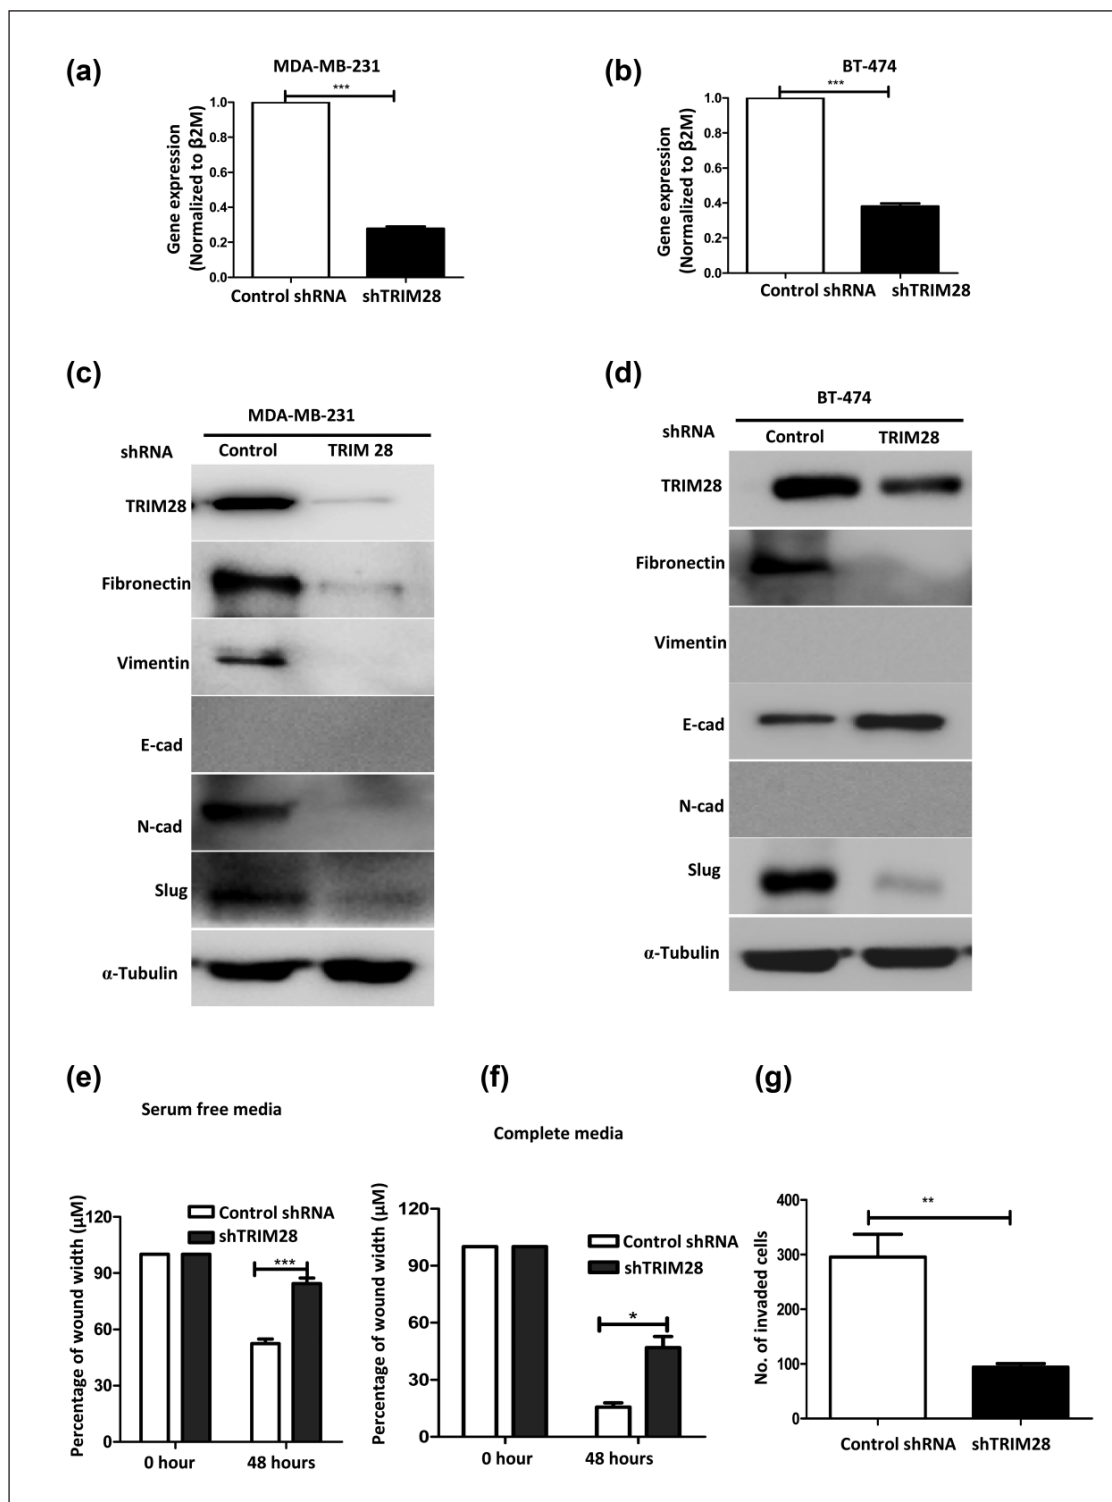 (a)
MDA-MB-231
***
Gene expression
(Normalized to β2M)
1.0
0.8
0.6
0.4
0.2
0.0
Control shRNA shTRIM28
(b)
BT-474
***
Gene expression
(Normalized to β2M)
1.0
0.8
0.6
0.4
0.2
0.0
Control shRNA shTRIM28
(c)
MDA-MB-231
shRNA Control TRIM 28
TRIM28
Fibronectin
Vimentin
E-cad
N-cad
Slug
α-Tubulin
(d)
BT-474
shRNA Control TRIM28
TRIM28
Fibronectin
Vimentin
E-cad
N-cad
Slug
α-Tubulin
(e)
Serum free media
Control shRNA
shTRIM28
Percentage of wound width (μM)
120
90
60
30
0
***
0 hour 48 hours
(f)
Complete media
Control shRNA
shTRIM28
Percentage of wound width (μM)
120
90
60
30
0
*
0 hour 48 hours
(g)
No. of invaded cells
400
300
200
100
0
**
Control shRNA shTRIM28